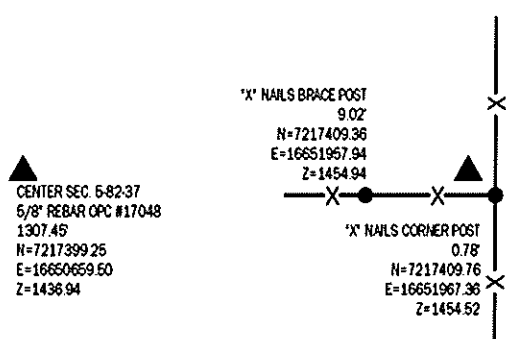 "X" NAILS BRACE POST
9.02'
N=7217409.36
E=16651957.94
Z=1454.94
CENTER SEC. 6-82-37
5/8" REBAR OPC #17048
1307.45'
N=7217399.25
E=16650659.60
Z=1436.94
"X" NAILS CORNER POST
0.78'
N=7217409.76
E=16651967.36
Z=1454.52